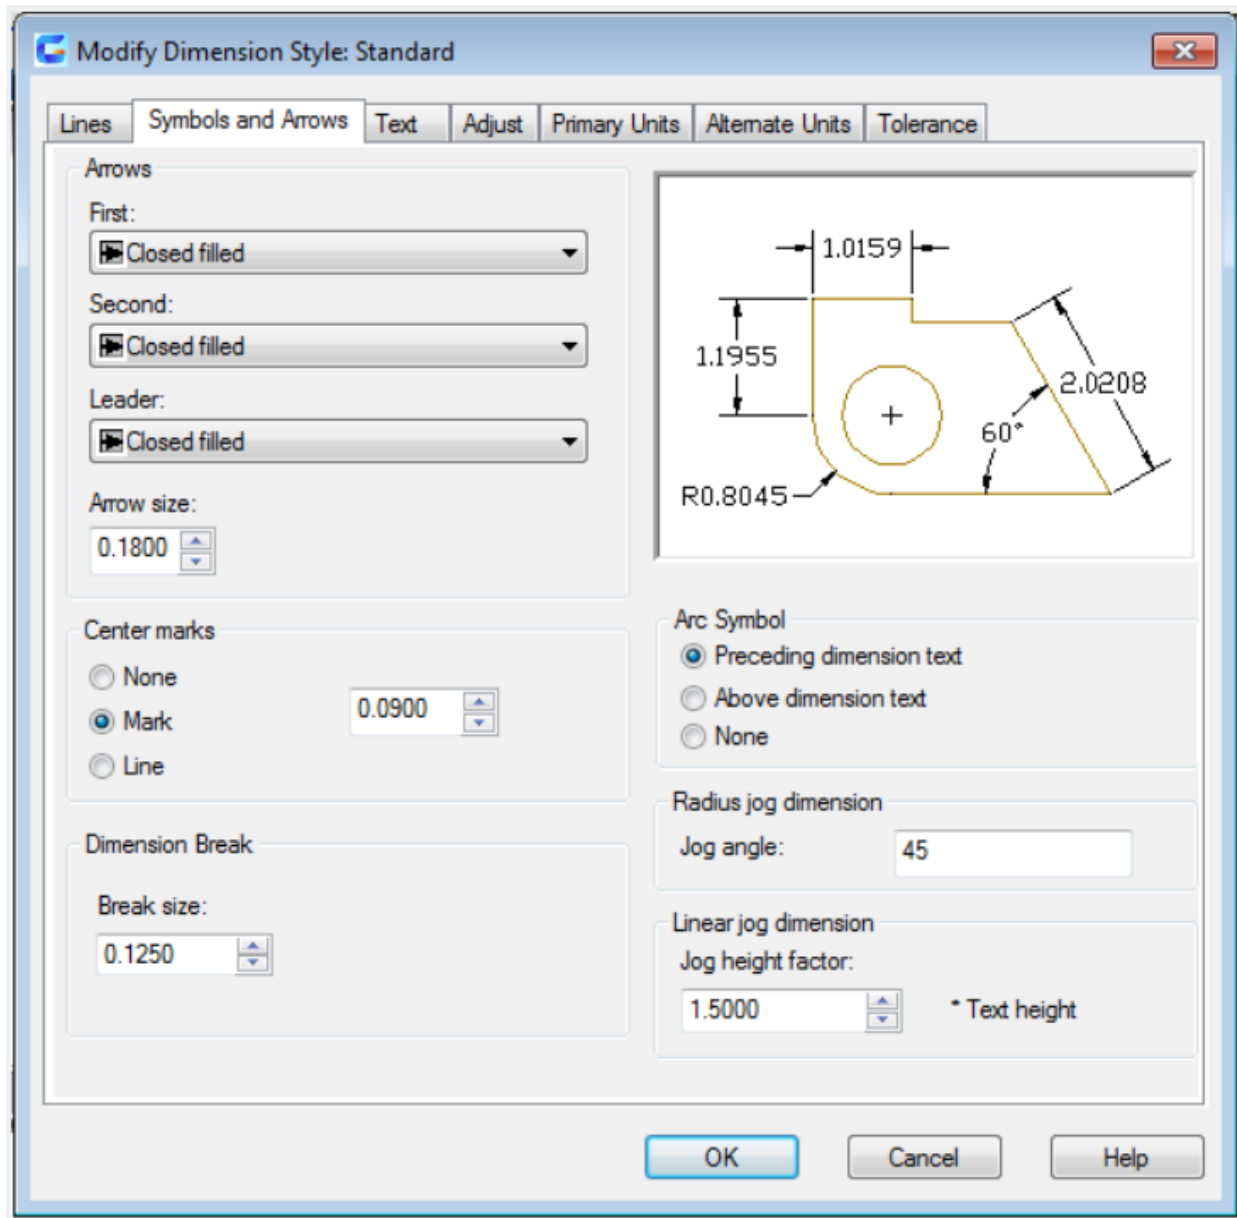 Modify Dimension Style: Standard
Lines
Symbols and Arrows
Text
Adjust
Primary Units
Alternate Units
Tolerance
Arrows
First:
Closed filled
Second:
Closed filled
Leader:
Closed filled
Arrow size:
0.1800
1.0159
1.1955
2.0208
60°
R0.8045
Center marks
None
Mark
0.0900
Line
Dimension Break
Break size:
0.1250
Arc Symbol
Preceding dimension text
Above dimension text
None
Radius jog dimension
Jog angle:
45
Linear jog dimension
Jog height factor:
1.5000
* Text height
OK
Cancel
Help